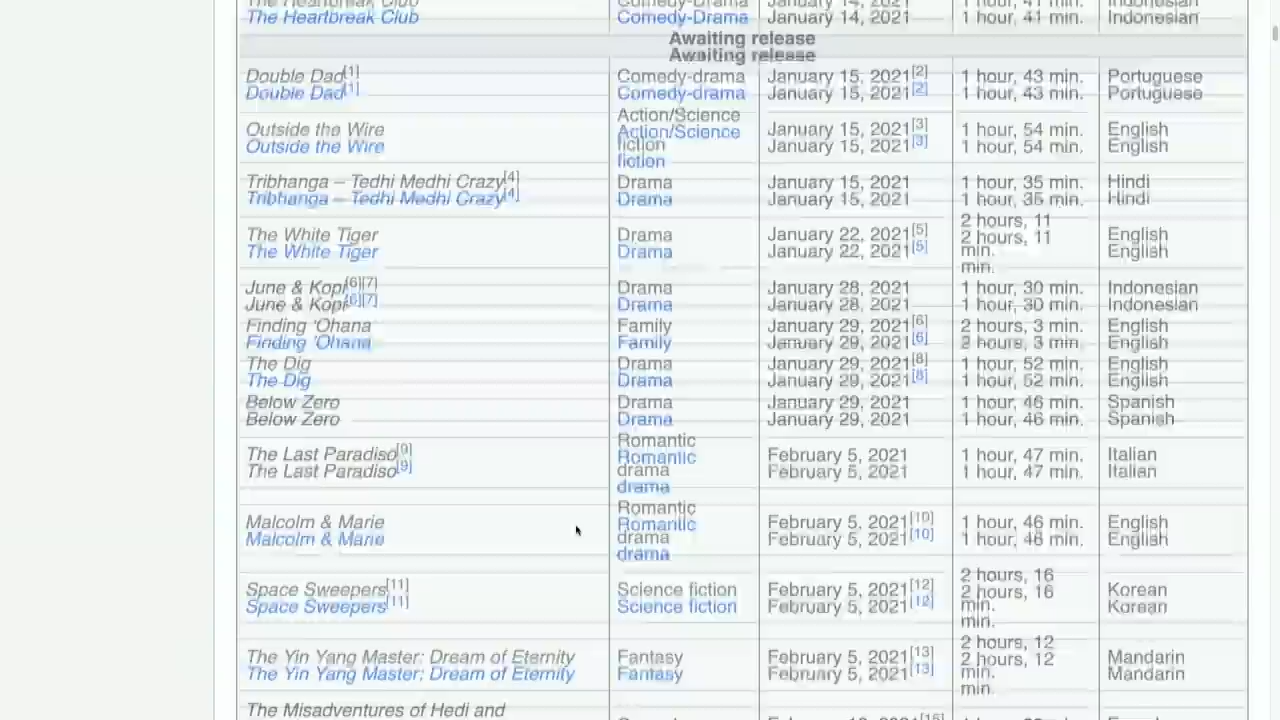 The Heartbreak Club Comedy-Drama January 14, 2021 1 hour, 41 min. Indonesian
Awaiting release
Double Dad[1] Comedy-drama January 15, 2021[2] 1 hour, 43 min. Portuguese
Outside the Wire Action/Science fiction January 15, 2021[3] 1 hour, 54 min. English
Tribhanga – Tedhi Medhi Crazy[4] Drama January 15, 2021 1 hour, 35 min. Hindi
The White Tiger Drama January 22, 2021[5] 2 hours, 11 min. English
June & Kopi[6][7] Drama January 28, 2021 1 hour, 30 min. Indonesian
Finding 'Ohana Family January 29, 2021[6] 2 hours, 3 min. English
The Dig Drama January 29, 2021[8] 1 hour, 52 min. English
Below Zero Drama January 29, 2021 1 hour, 46 min. Spanish
The Last Paradiso[9] Romantic drama February 5, 2021 1 hour, 47 min. Italian
Malcolm & Marie Romantic drama February 5, 2021[10] 1 hour, 46 min. English
Space Sweepers[11] Science fiction February 5, 2021[12] 2 hours, 16 min. Korean
The Yin Yang Master: Dream of Eternity Fantasy February 5, 2021[13] 2 hours, 12 min. Mandarin
The Misadventures of Hedi and